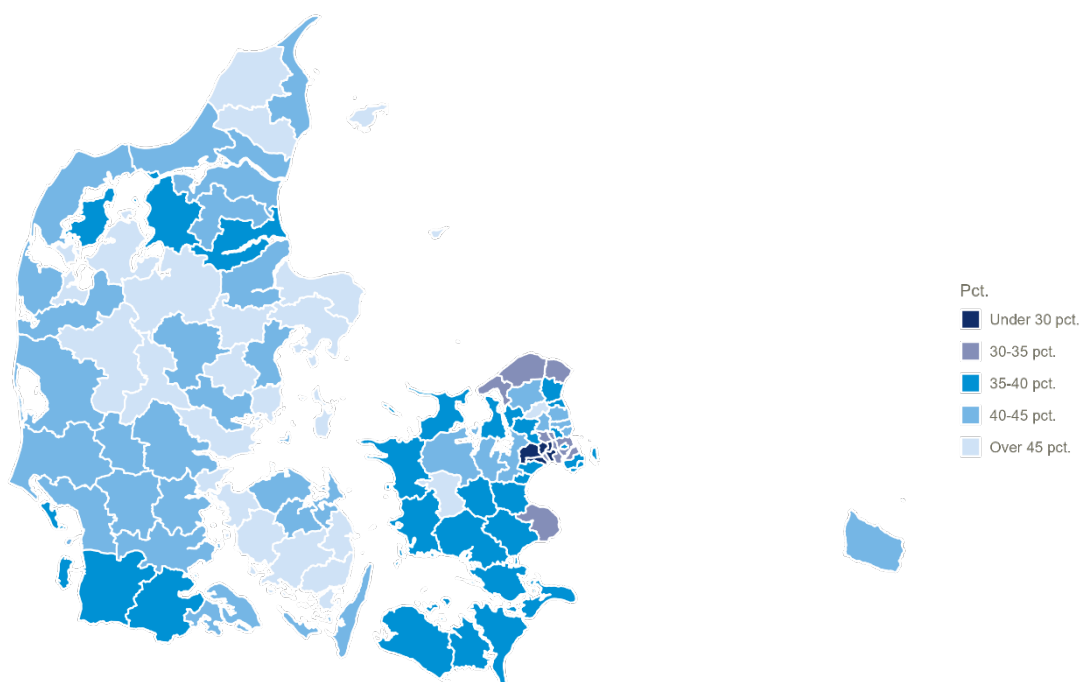 Pct.
Under 30 pct.
30-35 pct.
35-40 pct.
40-45 pct.
Over 45 pct.